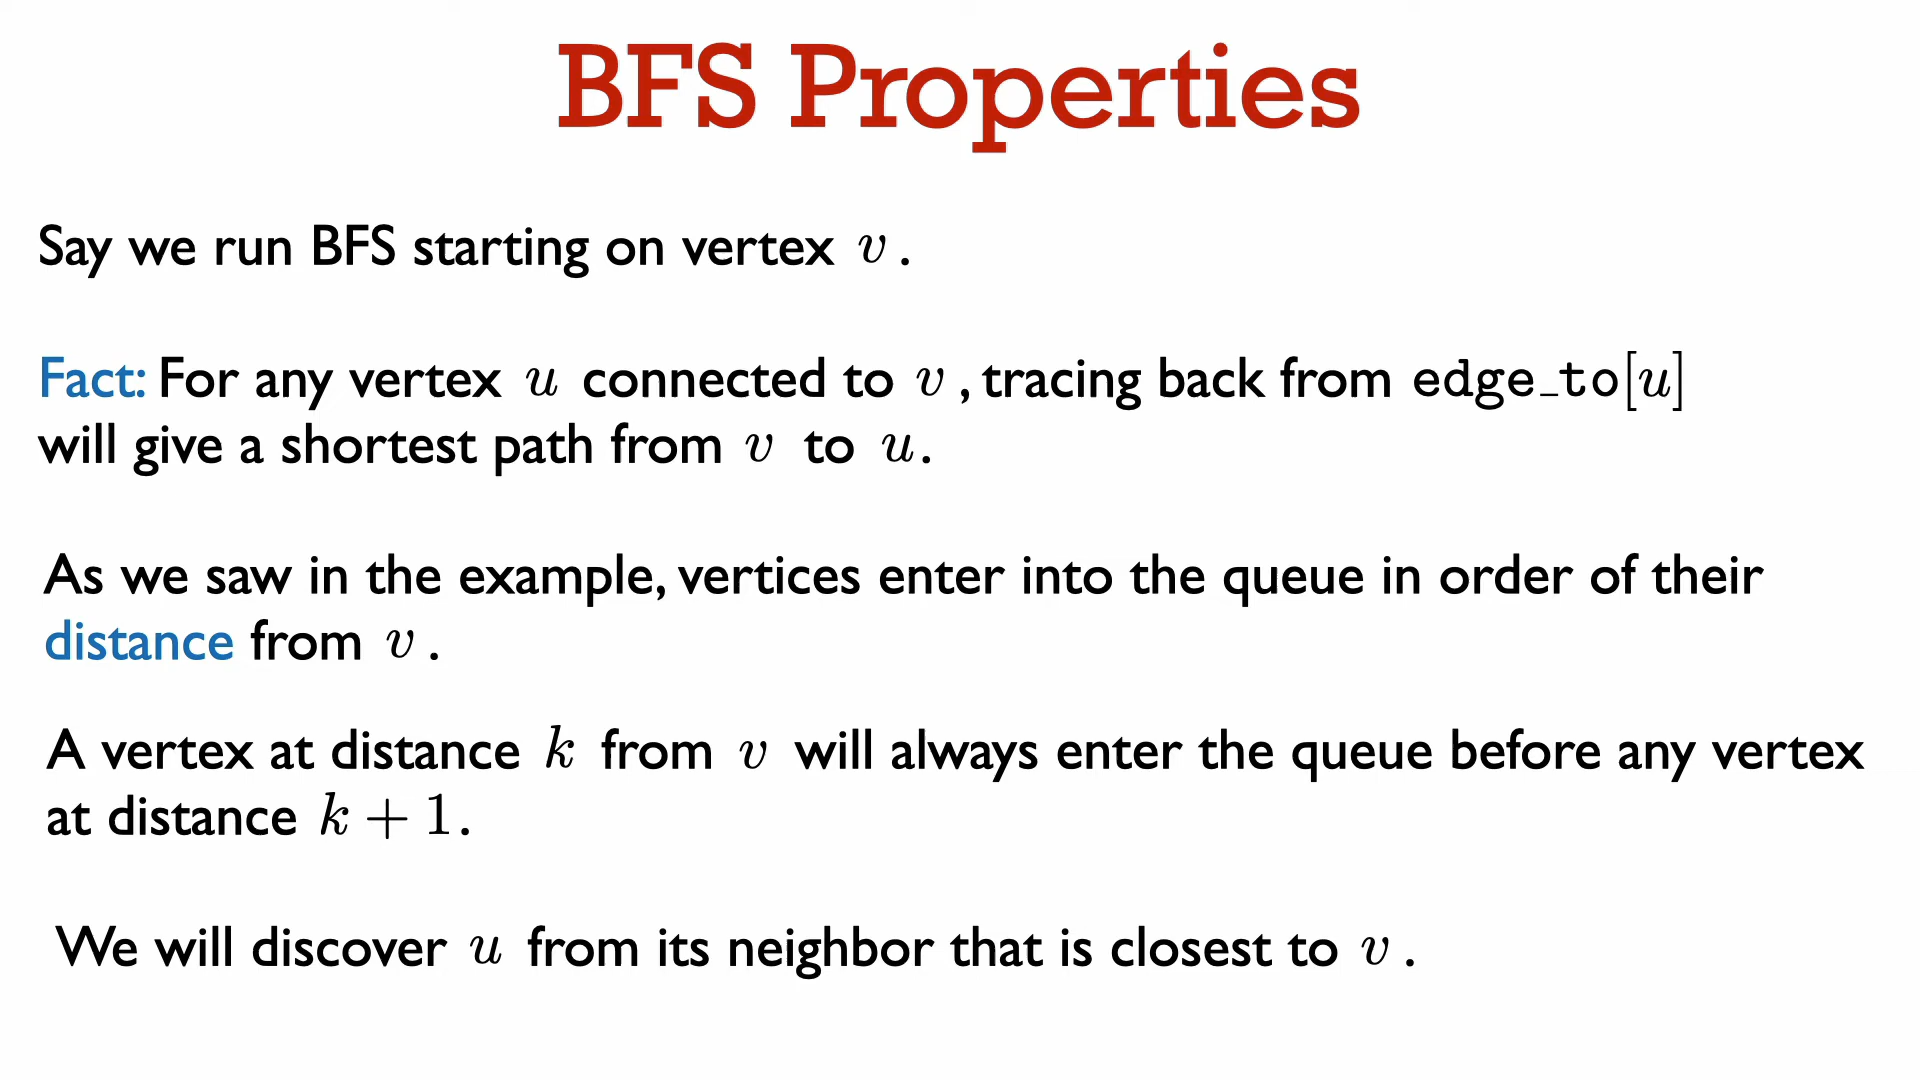 BFS Properties
Say we run BFS starting on vertex v.
Fact: For any vertex u connected to v, tracing back from edge_to[u]
will give a shortest path from v to u.
As we saw in the example, vertices enter into the queue in order of their
distance from v.
A vertex at distance k from v will always enter the queue before any vertex
at distance k + 1.
We will discover u from its neighbor that is closest to v.